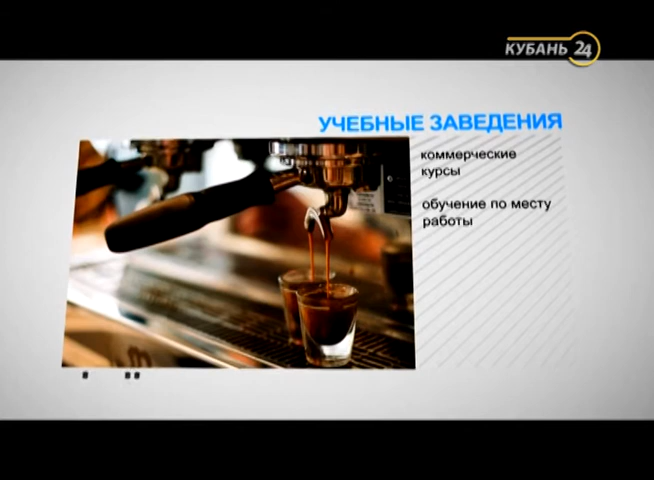 КУБАНЬ 24
УЧЕБНЫЕ ЗАВЕДЕНИЯ
коммерческие
курсы
обучение по месту
работы